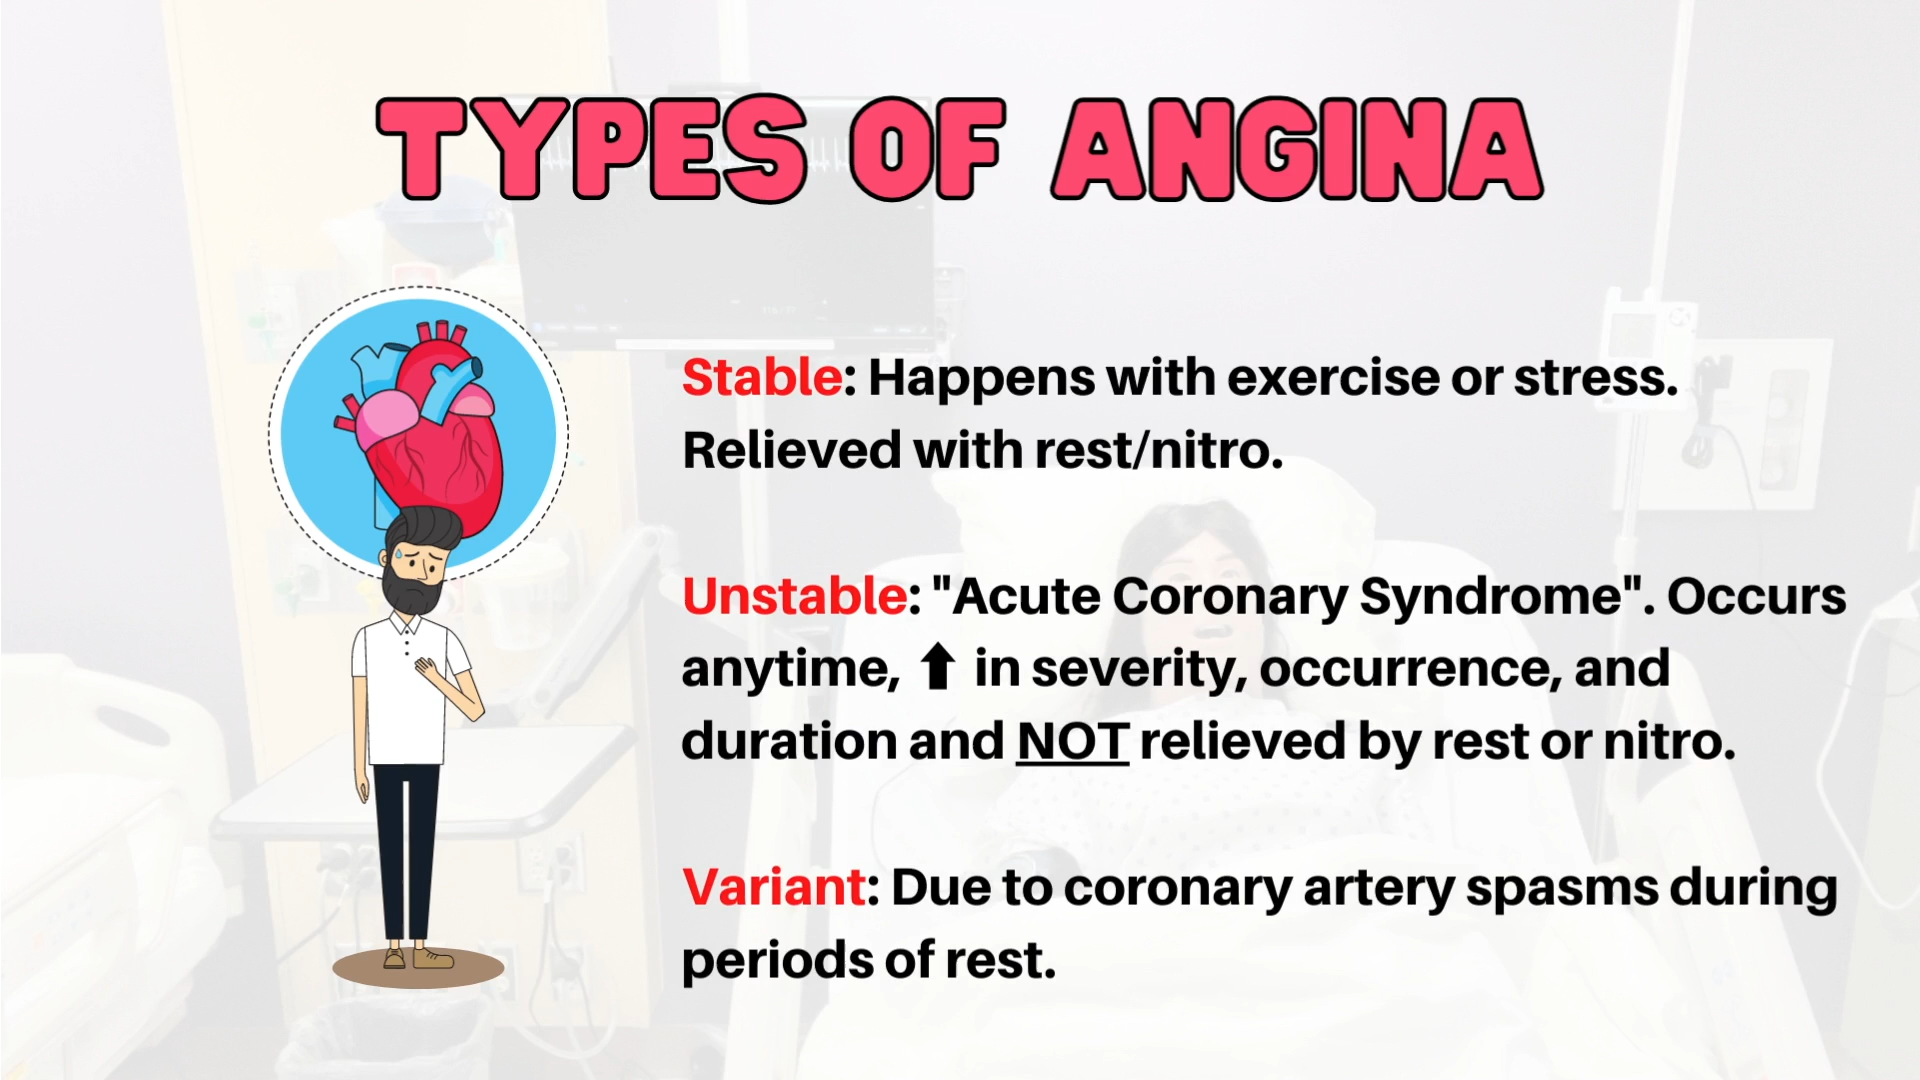 TYPES OF ANGINA
Stable: Happens with exercise or stress.
Relieved with rest/nitro.
Unstable: "Acute Coronary Syndrome". Occurs
anytime, ⬆ in severity, occurrence, and
duration and NOT relieved by rest or nitro.
Variant: Due to coronary artery spasms during
periods of rest.